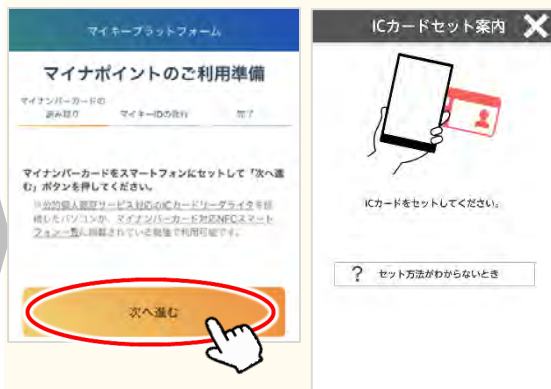 マイキープラットフォーム
マイナポイントのご利用準備
マイナンバーカードの
読み取り
マイキーIDの発行
完了
マイナンバーカードをスマートフォンにセットして「次へ進
む」ボタンを押してください。
※公的個人認証サービス対応のICカードリーダライタを接
続したパソコンか、マイナンバーカード対応NFCスマート
フォン一覧に掲載されている端末で利用可能です。
次へ進む
ICカードセット案内
ICカードをセットしてください。
? セット方法がわからないとき